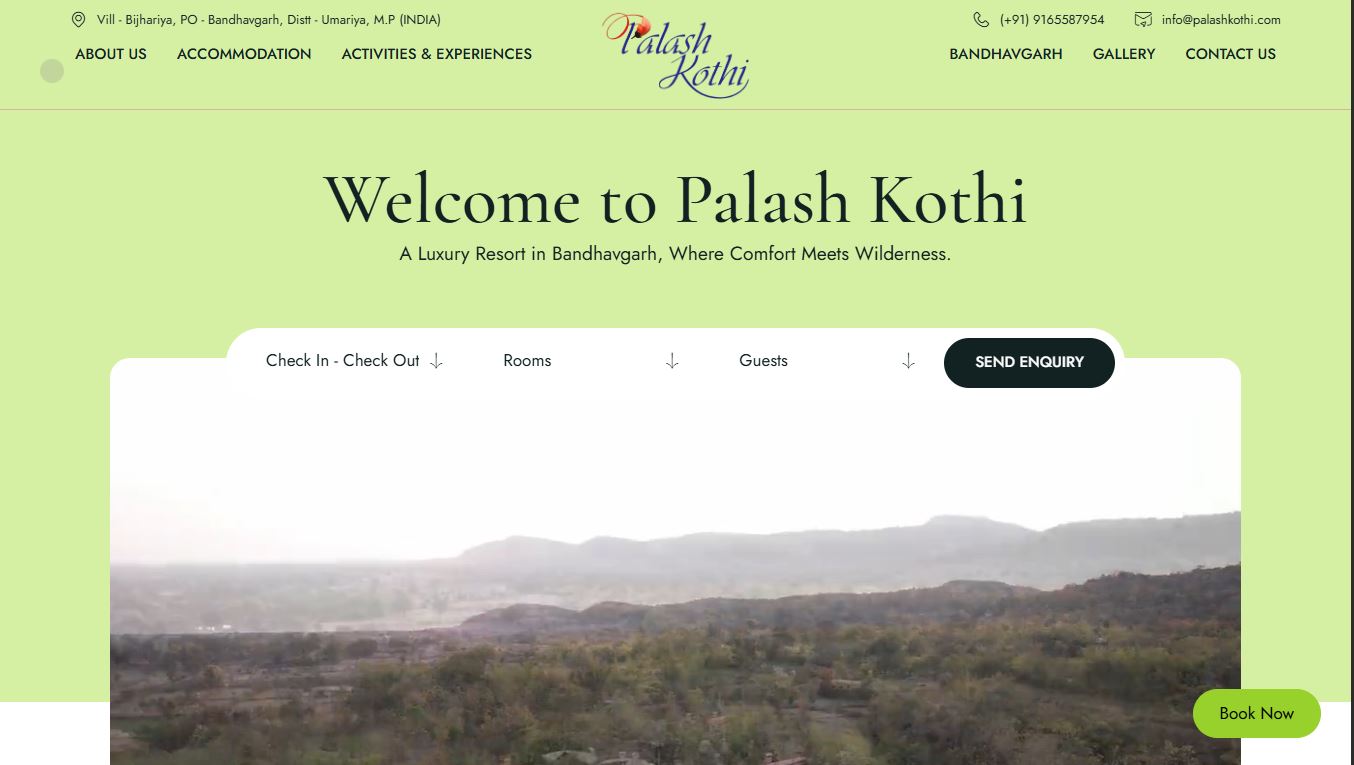 Vill - Bijhariya, PO - Bandhavgarh, Distt - Umariya, M.P (INDIA)
(+91) 9165587954
info@palashkothi.com
ABOUT US
ACCOMMODATION
ACTIVITIES & EXPERIENCES
Palash
Kothi
BANDHAVGARH
GALLERY
CONTACT US
Welcome to Palash Kothi
A Luxury Resort in Bandhavgarh, Where Comfort Meets Wilderness.
Check In - Check Out
Rooms
Guests
SEND ENQUIRY
Book Now